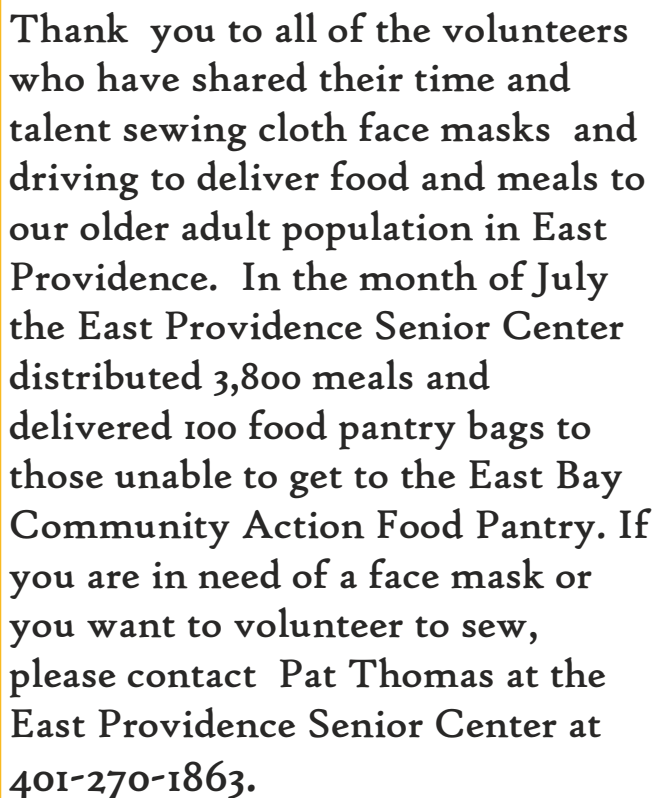 Thank  you to all of the volunteers
who have shared their time and
talent sewing cloth face masks  and
driving to deliver food and meals to
our older adult population in East
Providence.  In the month of July
the East Providence Senior Center
distributed 3,800 meals and
delivered 100 food pantry bags to
those unable to get to the East Bay
Community Action Food Pantry. If
you are in need of a face mask or
you want to volunteer to sew,
please contact  Pat Thomas at the
East Providence Senior Center at
401-270-1863.